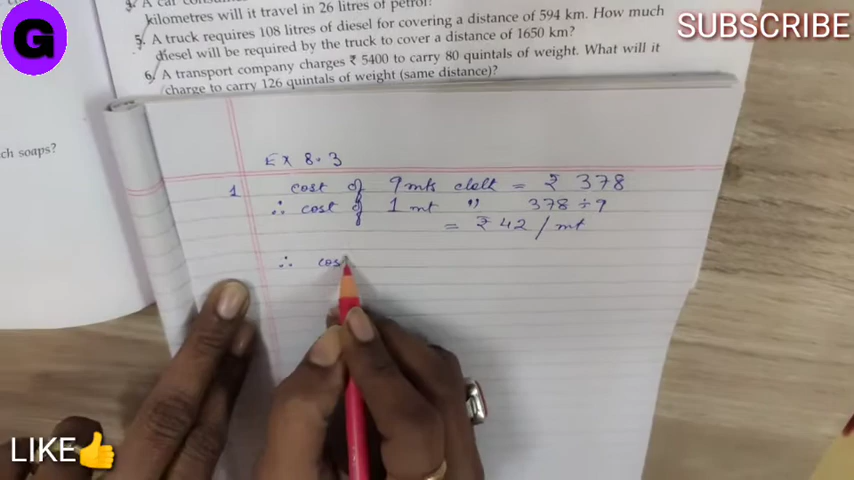 kilometres will it travel in 26 litres of petrol?
5. A truck requires 108 litres of diesel for covering a distance of 594 km. How much
diesel will be required by the truck to cover a distance of 1650 km?
6. A transport company charges ₹ 5400 to carry 80 quintals of weight. What will it
charge to carry 126 quintals of weight (same distance)?
SUBSCRIBE
G
ch soaps?
Ex 8.3
1 cost of 9 mts cloth = ₹ 378
∴ cost of 1 mt " 378 ÷ 9
= ₹ 42 / mt
∴ cos
LIKE